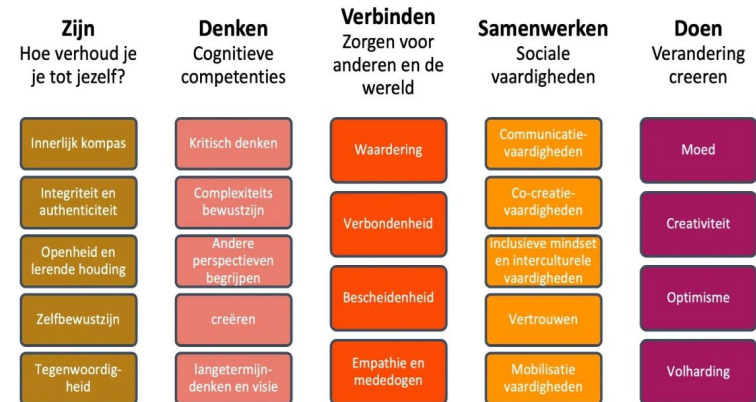 Zijn
Hoe verhoud je
je tot jezelf?
Innerlijk kompas
Integriteit en
authenticiteit
Openheid en
lerende houding
Zelfbewustzijn
Tegenwoordig-
heid
Denken
Cognitieve
competenties
Kritisch denken
Complexiteits
bewustzijn
Andere
perspectieven
begrijpen
creëren
langetermijn-
denken en visie
Verbinden
Zorgen voor
anderen en de
wereld
Waardering
Verbondenheid
Bescheidenheid
Empathie en
mededogen
Samenwerken
Sociale
vaardigheden
Communicatie-
vaardigheden
Co-creatie-
vaardigheden
inclusieve mindset
en interculturele
vaardigheden
Vertrouwen
Mobilisatie
vaardigheden
Doen
Verandering
creeren
Moed
Creativiteit
Optimisme
Volharding